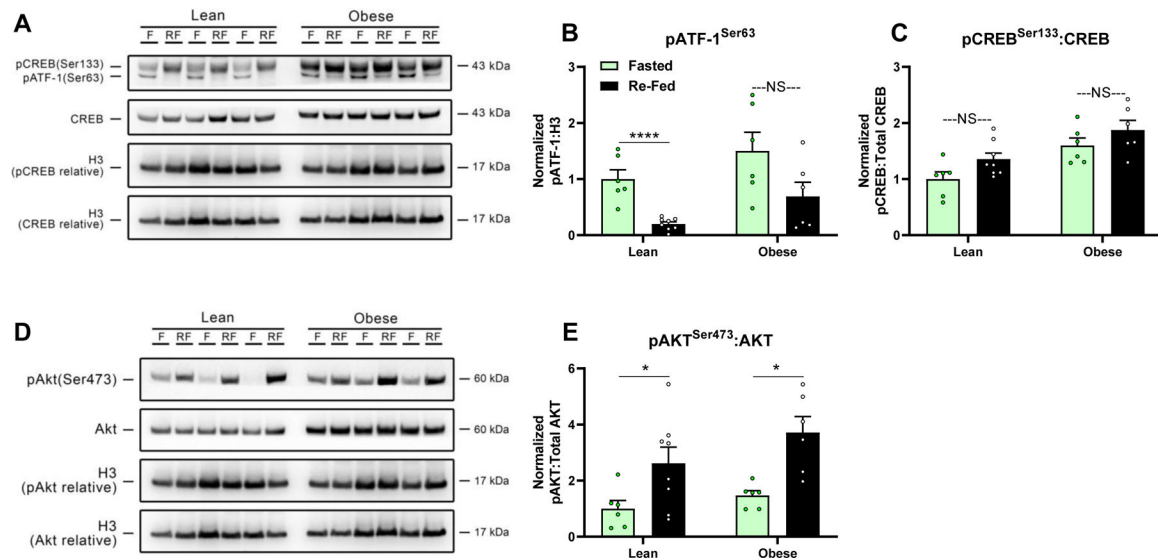 A
Lean Obese
F RF F RF F RF F RF F RF F RF
pCREB(Ser133)
pATF-1(Ser63)
43 kDa
CREB
43 kDa
H3
(pCREB relative)
17 kDa
H3
(CREB relative)
17 kDa
B
pATF-1Ser63
Fasted
Re-Fed
Normalized
pATF-1:H3
3
2
1
0
****
---NS---
Lean Obese
C
pCREBSer133:CREB
Normalized
pCREB:Total CREB
3
2
1
0
---NS---
---NS---
Lean Obese
D
Lean Obese
F RF F RF F RF F RF F RF F RF
pAkt(Ser473)
60 kDa
Akt
60 kDa
H3
(pAkt relative)
17 kDa
H3
(Akt relative)
17 kDa
E
pAKTSer473:AKT
Normalized
pAKT:Total AKT
6
4
2
0
*
*
Lean Obese